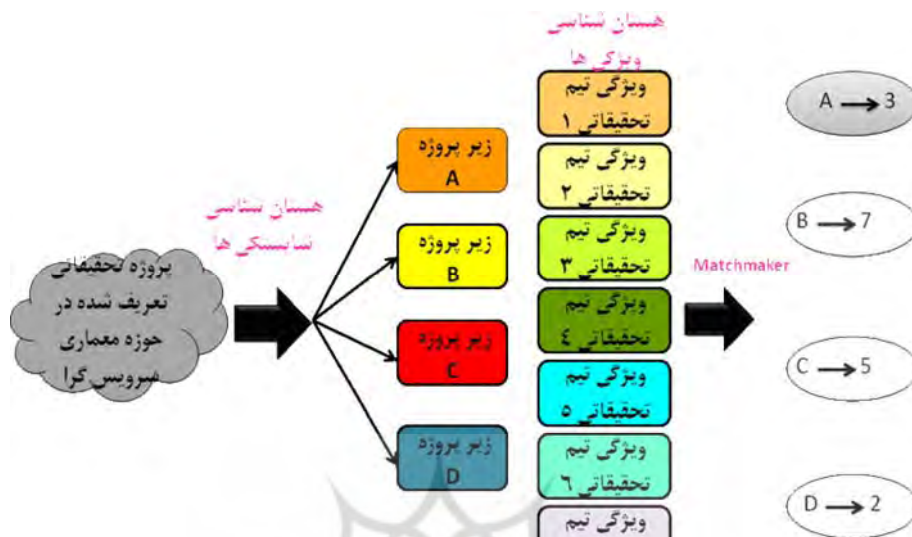 پروژه تحقیقاتی
تعریف شده در
حوزه معماری
سرویس گرا
هستان شناسی
شایستگی ها
زیر پروژه
A
زیر پروژه
B
زیر پروژه
C
زیر پروژه
D
هستان شناسی
ویژگی ها
ویژگی تیم
تحقیقاتی ۱
ویژگی تیم
تحقیقاتی ۲
ویژگی تیم
تحقیقاتی ۳
ویژگی تیم
تحقیقاتی ٤
ویژگی تیم
تحقیقاتی ۵
ویژگی تیم
تحقیقاتی ٦
ویژگی تیم
Matchmaker
A → 3
B → 7
C → 5
D → 2